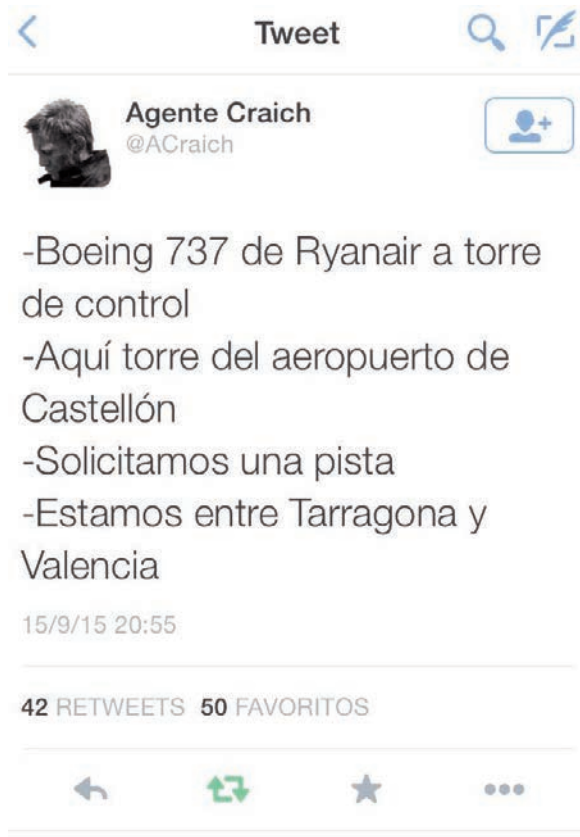 Tweet
Agente Craich
@ACraich
-Boeing 737 de Ryanair a torre
de control
-Aquí torre del aeropuerto de
Castellón
-Solicitamos una pista
-Estamos entre Tarragona y
Valencia
15/9/15 20:55
42 RETWEETS 50 FAVORITOS